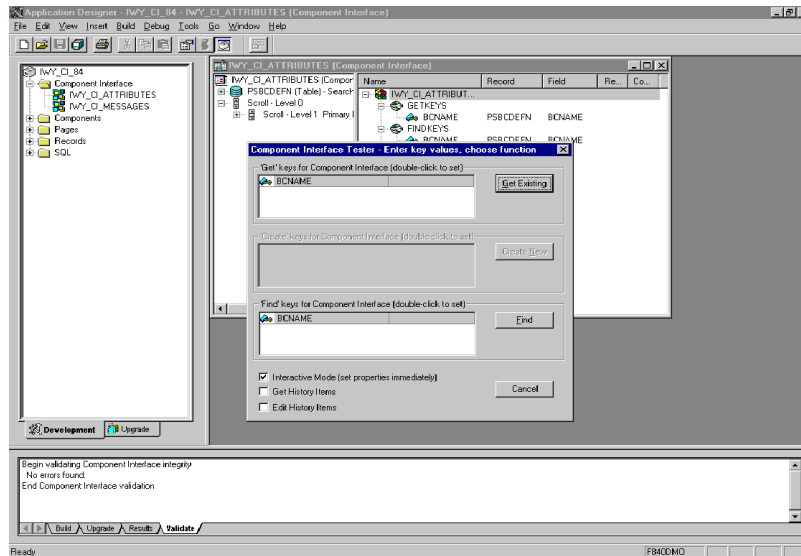 Application Designer - IWY_CI_84 - IWY_CI_ATTRIBUTES (Component Interface)
File Edit View Insert Build Debug Tools Go Window Help
IWY_CI_84
Component Interface
IWY_CI_ATTRIBUTES
IWY_CI_MESSAGES
Components
Pages
Records
SQL
Development Upgrade
IWY_CI_ATTRIBUTES (Component Interface)
IWY_CI_ATTRIBUTES (Compor
PSBCDEFN (Table) - Search
Scroll - Level 0
Scroll - Level 1 Primary
Name Record Field Re... Co...
IWY_CI_ATTRIBUT...
GETKEYS
BCNAME PSBCDEFN BCNAME
FINDKEYS
BCNAME PSBCDEFN BCNAME
Component Interface Tester - Enter key values, choose function
'Get' keys for Component Interface (double-click to set)
BCNAME
Get Existing
'Create' keys for Component Interface (double-click to set)
Create New
'Find' keys for Component Interface (double-click to set)
BCNAME
Find
Interactive Mode (set properties immediately)
Get History Items
Edit History Items
Cancel
Begin validating Component Interface integrity
No errors found.
End Component Interface validation
Build Upgrade Results Validate
Ready
F840DMO